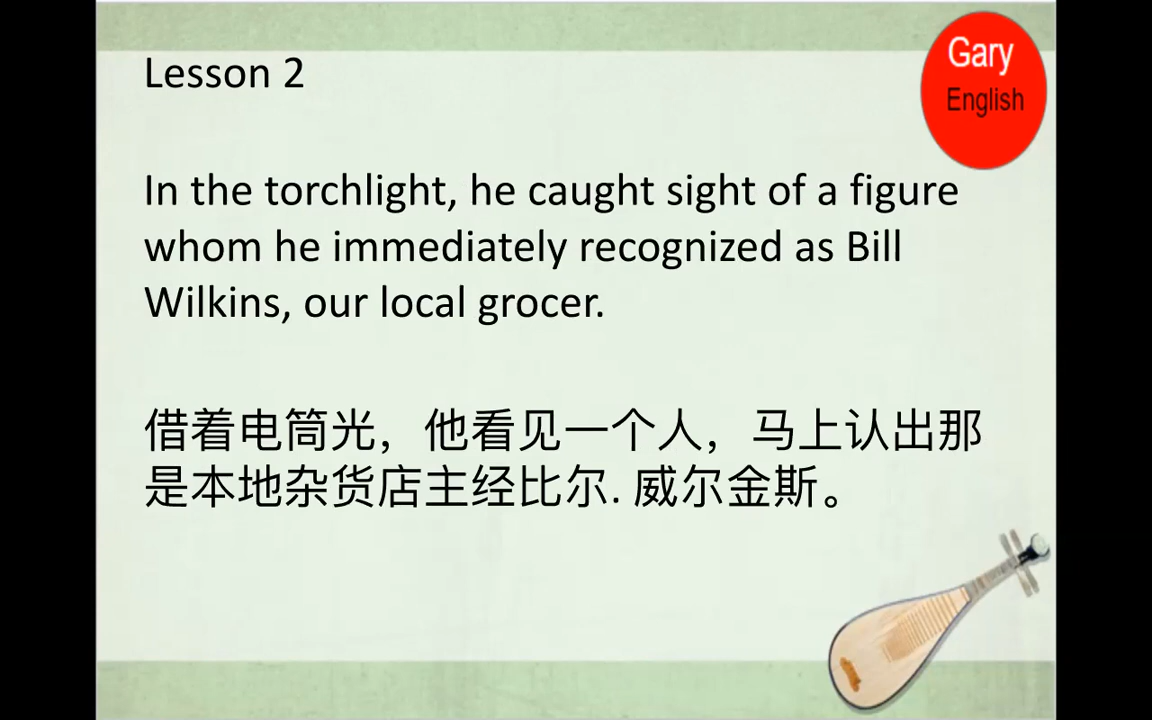 Lesson 2
Gary
English
In the torchlight, he caught sight of a figure
whom he immediately recognized as Bill
Wilkins, our local grocer.
借着电筒光，他看见一个人，马上认出那
是本地杂货店主经比尔. 威尔金斯。